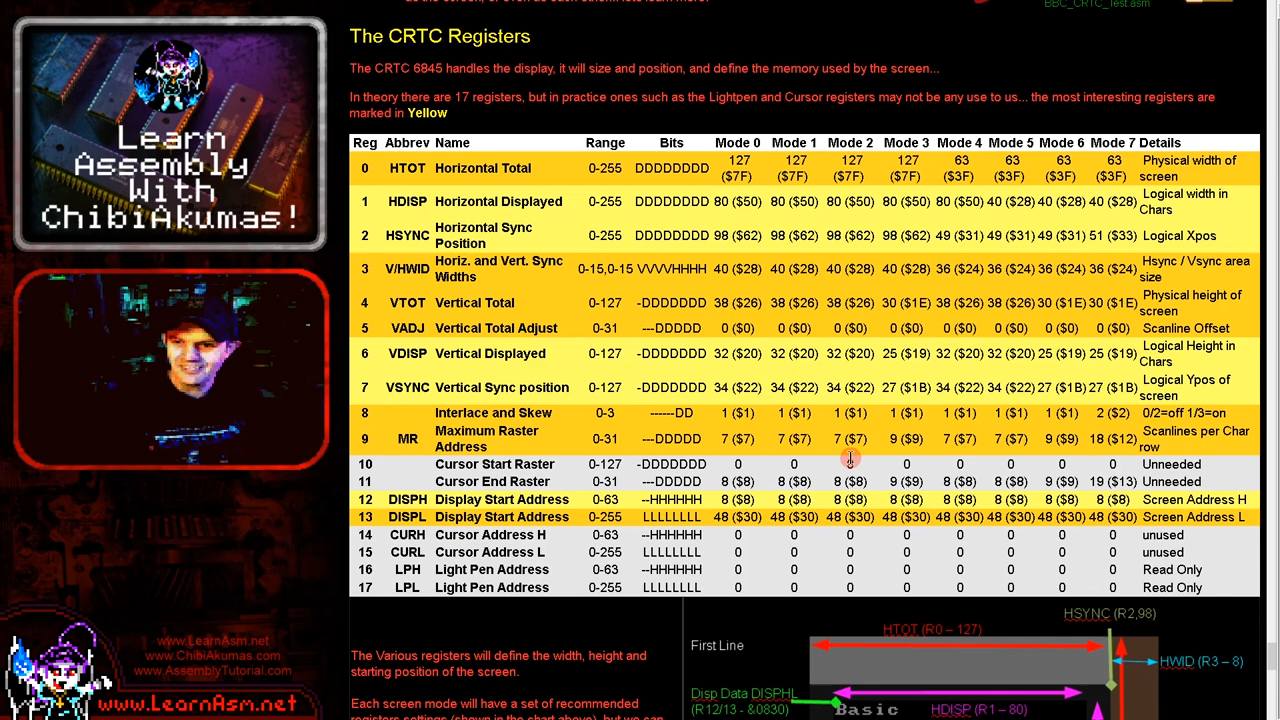 BBC_CRTC_Test.asm
The CRTC Registers
The CRTC 6845 handles the display, it will size and position, and define the memory used by the screen...
In theory there are 17 registers, but in practice ones such as the Lightpen and Cursor registers may not be any use to us... the most interesting registers are
marked in Yellow
Learn
Assembly
With
ChibiAkumas!
Reg Abbrev Name Range Bits Mode 0 Mode 1 Mode 2 Mode 3 Mode 4 Mode 5 Mode 6 Mode 7 Details
0 HTOT Horizontal Total 0-255 DDDDDDDD 127 ($7F) 127 ($7F) 127 ($7F) 127 ($7F) 63 ($3F) 63 ($3F) 63 ($3F) 63 ($3F) Physical width of screen
1 HDISP Horizontal Displayed 0-255 DDDDDDDD 80 ($50) 80 ($50) 80 ($50) 80 ($50) 80 ($50) 40 ($28) 40 ($28) 40 ($28) Logical width in Chars
2 HSYNC Horizontal Sync Position 0-255 DDDDDDDD 98 ($62) 98 ($62) 98 ($62) 98 ($62) 49 ($31) 49 ($31) 49 ($31) 51 ($33) Logical Xpos
3 V/HWID Horiz. and Vert. Sync Widths 0-15,0-15 VVVVHHHH 40 ($28) 40 ($28) 40 ($28) 40 ($28) 36 ($24) 36 ($24) 36 ($24) 36 ($24) Hsync / Vsync area size
4 VTOT Vertical Total 0-127 -DDDDDDD 38 ($26) 38 ($26) 38 ($26) 30 ($1E) 38 ($26) 38 ($26) 30 ($1E) 30 ($1E) Physical height of screen
5 VADJ Vertical Total Adjust 0-31 ---DDDDD 0 ($0) 0 ($0) 0 ($0) 0 ($0) 0 ($0) 0 ($0) 0 ($0) 0 ($0) Scanline Offset
6 VDISP Vertical Displayed 0-127 -DDDDDDD 32 ($20) 32 ($20) 32 ($20) 25 ($19) 32 ($20) 32 ($20) 25 ($19) 25 ($19) Logical Height in Chars
7 VSYNC Vertical Sync position 0-127 -DDDDDDD 34 ($22) 34 ($22) 34 ($22) 27 ($1B) 34 ($22) 34 ($22) 27 ($1B) 27 ($1B) Logical Ypos of screen
8 Interlace and Skew 0-3 ------DD 1 ($1) 1 ($1) 1 ($1) 1 ($1) 1 ($1) 1 ($1) 1 ($1) 2 ($2) 0/2=off 1/3=on
9 MR Maximum Raster Address 0-31 ---DDDDD 7 ($7) 7 ($7) 7 ($7) 9 ($9) 7 ($7) 7 ($7) 9 ($9) 18 ($12) Scanlines per Char row
10 Cursor Start Raster 0-127 -DDDDDDD 0 0 0 0 0 0 0 Unneeded
11 Cursor End Raster 0-31 ---DDDDD 8 ($8) 8 ($8) 8 ($8) 9 ($9) 8 ($8) 8 ($8) 9 ($9) 19 ($13) Unneeded
12 DISPH Display Start Address 0-63 --HHHHHH 8 ($8) 8 ($8) 8 ($8) 8 ($8) 8 ($8) 8 ($8) 8 ($8) 8 ($8) Screen Address H
13 DISPL Display Start Address 0-255 LLLLLLLL 48 ($30) 48 ($30) 48 ($30) 48 ($30) 48 ($30) 48 ($30) 48 ($30) 48 ($30) Screen Address L
14 CURH Cursor Address H 0-63 --HHHHHH 0 0 0 0 0 0 0 0 unused
15 CURL Cursor Address L 0-255 LLLLLLLL 0 0 0 0 0 0 0 0 unused
16 LPH Light Pen Address 0-63 --HHHHHH 0 0 0 0 0 0 0 0 Read Only
17 LPL Light Pen Address 0-255 LLLLLLLL 0 0 0 0 0 0 0 0 Read Only
The Various registers will define the width, height and
starting position of the screen.
Each screen mode will have a set of recommended
HSYNC (R2,98)
HTOT (R0 – 127)
First Line
HWID (R3 – 8)
Disp Data DISPHL
(R12/13 - &0830)
Basic
HDISP (R1 – 80)
www.LearnAsm.net
www.ChibiAkumas.com
www.AssemblyTutorial.com
www.LearnAsm.net